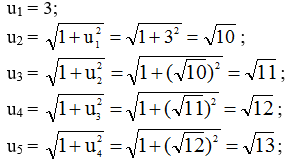 u₁ = 3;
u₂ = √(1+u₁²) = √(1+3²) = √10 ;
u₃ = √(1+u₂²) = √(1+(√10)²) = √11 ;
u₄ = √(1+u₃²) = √(1+(√11)²) = √12 ;
u₅ = √(1+u₄²) = √(1+(√12)²) = √13;